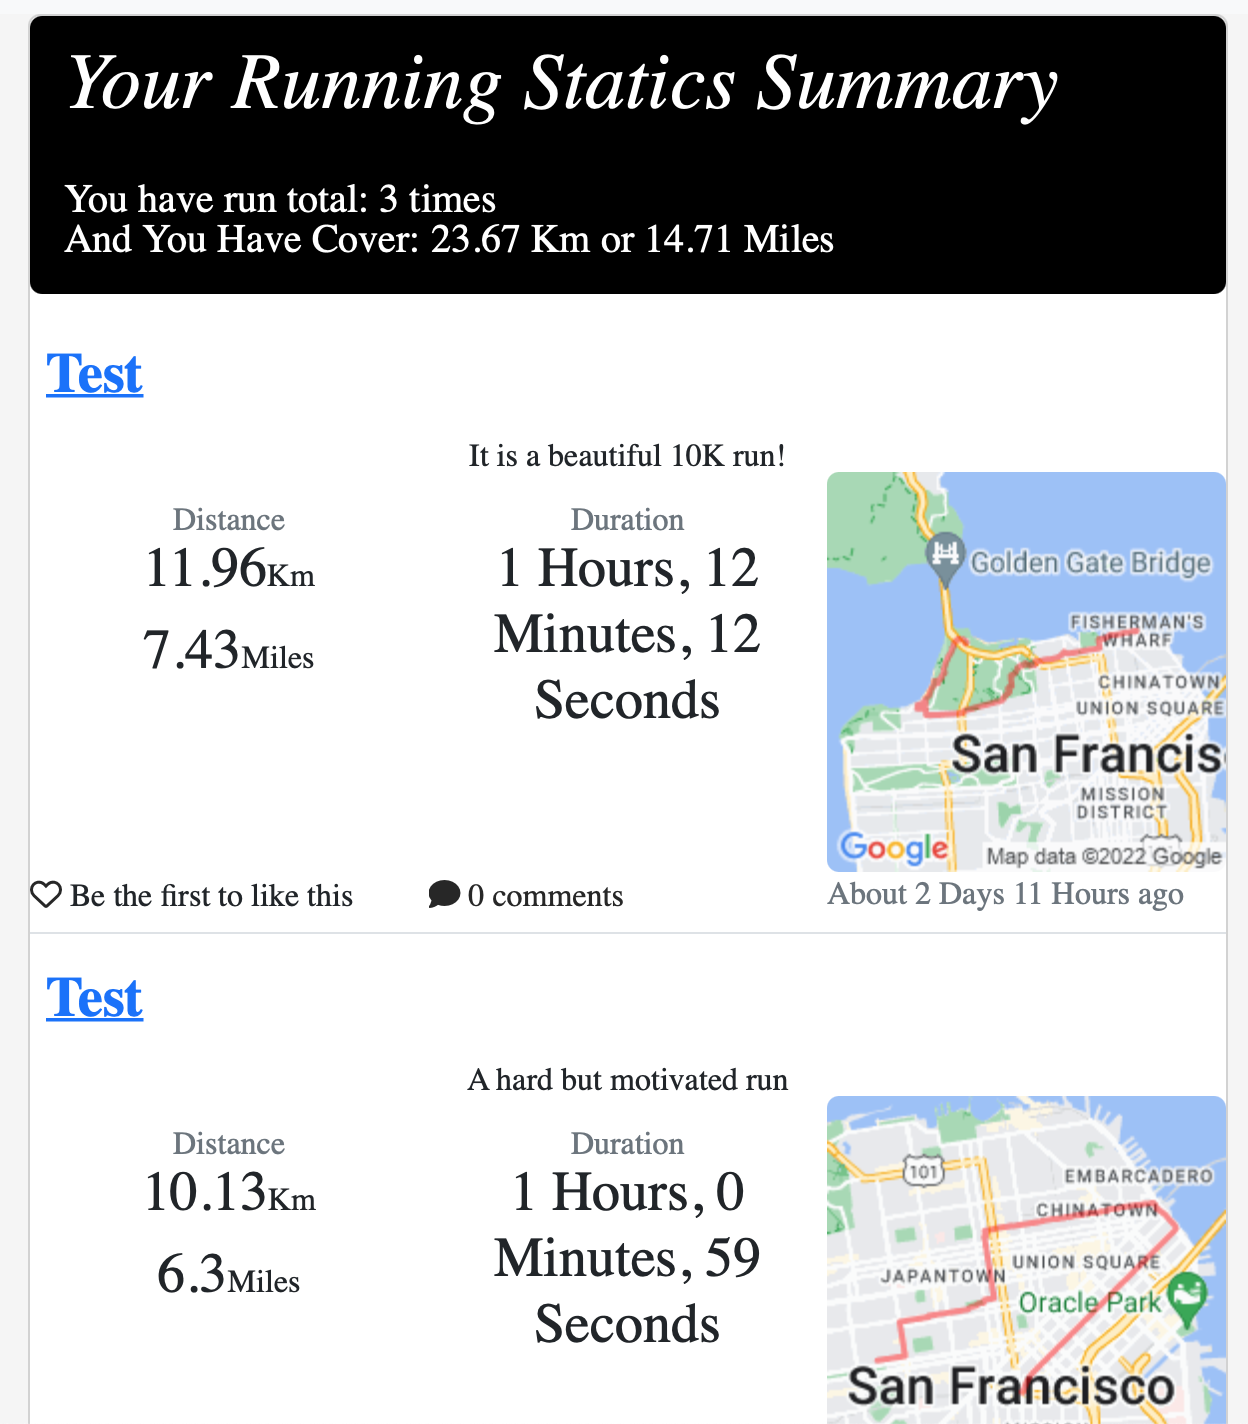 Your Running Statics Summary
You have run total: 3 times
And You Have Cover: 23.67 Km or 14.71 Miles
Test
It is a beautiful 10K run!
Distance
11.96Km
7.43Miles
Duration
1 Hours, 12
Minutes, 12
Seconds
Golden Gate Bridge
FISHERMAN'S
WHARF
CHINATOWN
UNION SQUARE
San Francis
MISSION
DISTRICT
Google
Map data ©2022 Google
Be the first to like this
0 comments
About 2 Days 11 Hours ago
Test
A hard but motivated run
Distance
10.13Km
6.3Miles
Duration
1 Hours, 0
Minutes, 59
Seconds
101
EMBARCADERO
CHINATOWN
UNION SQUARE
JAPANTOWN
Oracle Park
San Francisco